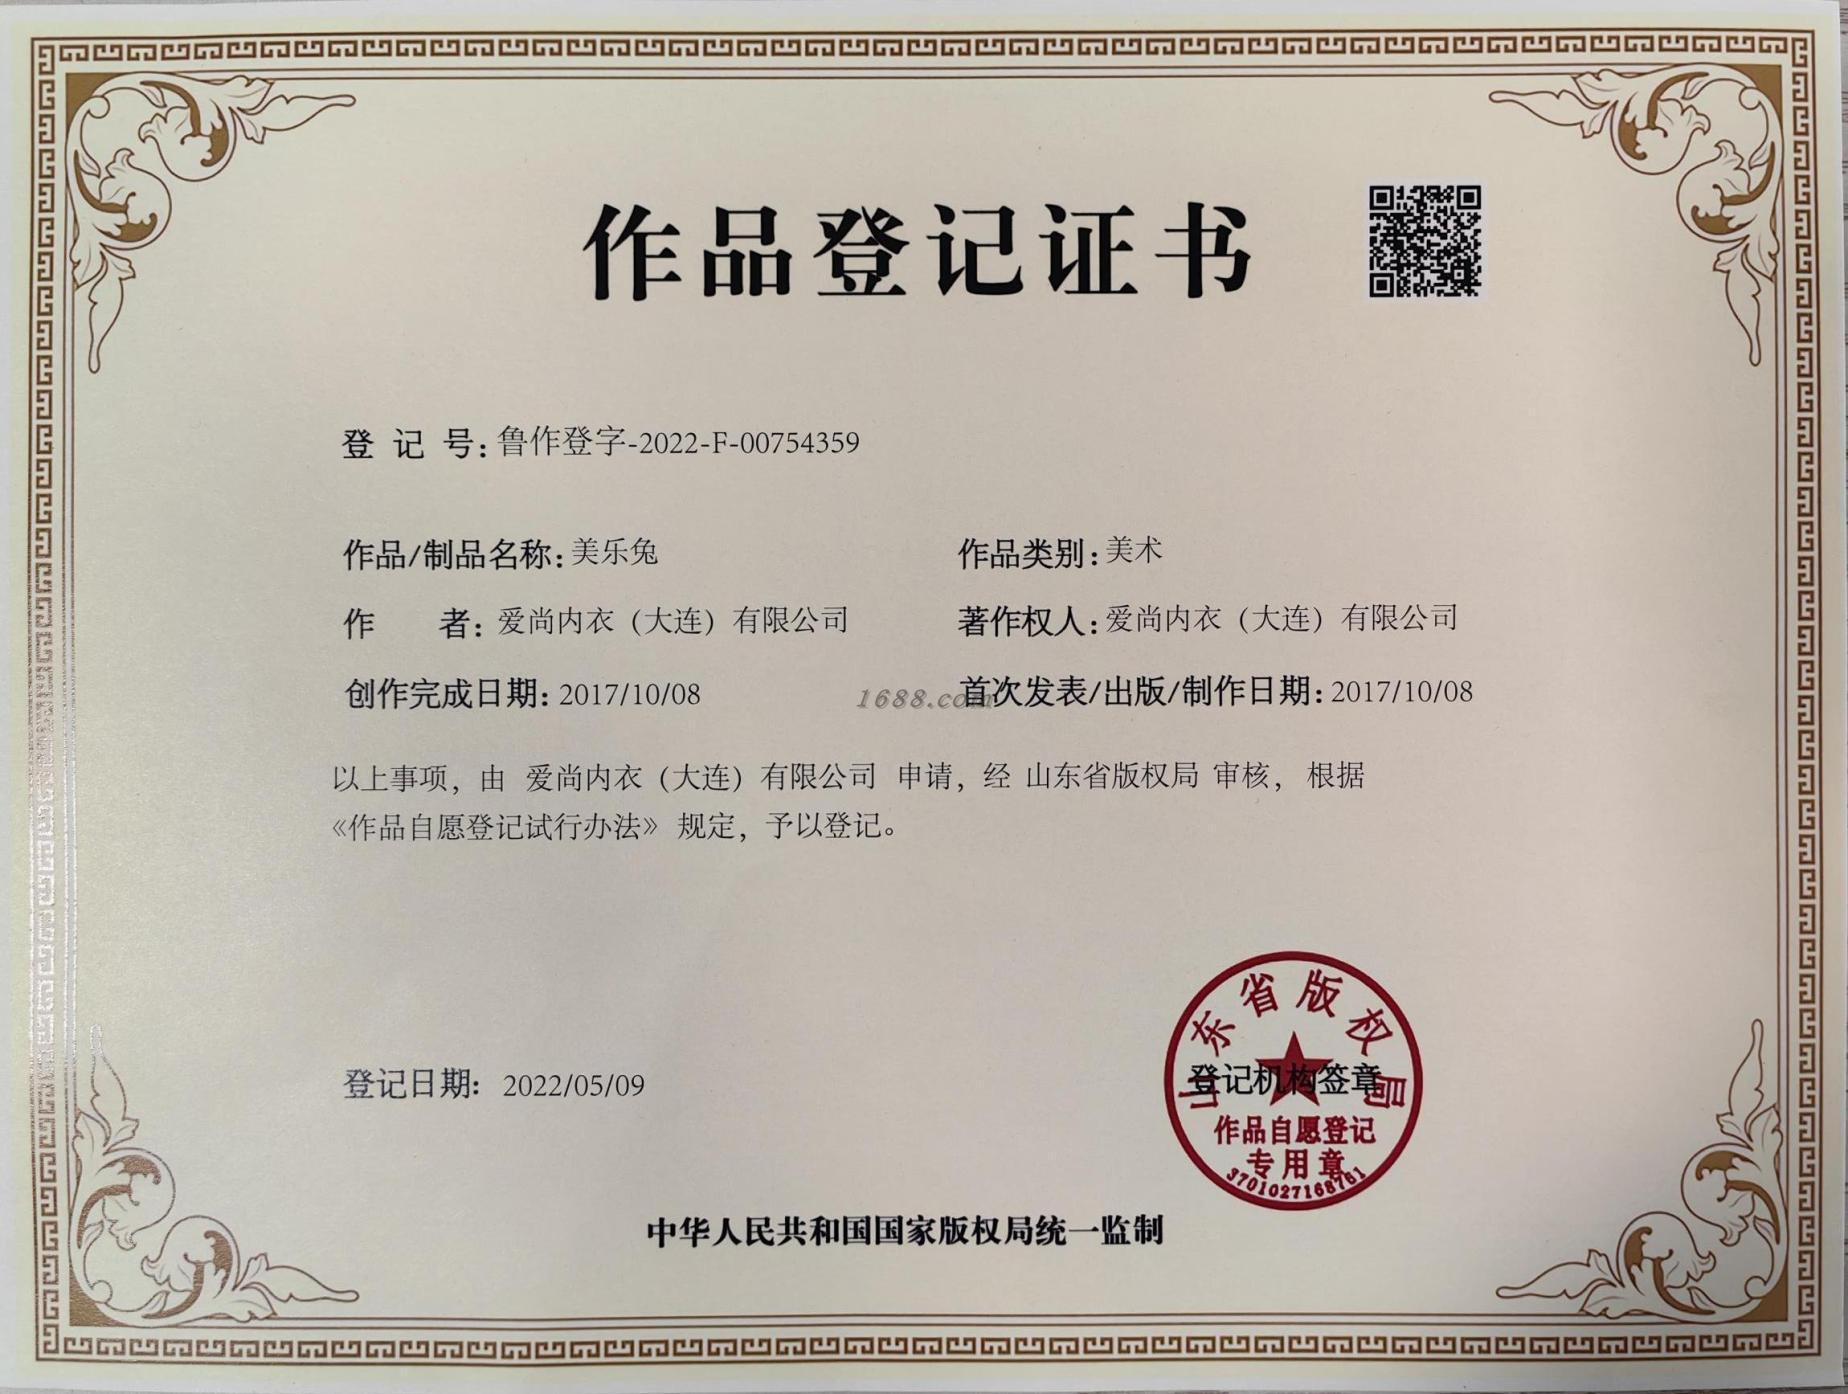 作品登记证书
登 记 号：鲁作登字-2022-F-00754359
作品/制品名称：美乐兔 作品类别：美术
作 者：爱尚内衣（大连）有限公司 著作权人：爱尚内衣（大连）有限公司
创作完成日期：2017/10/08 首次发表/出版/制作日期：2017/10/08
1688.com
以上事项，由 爱尚内衣（大连）有限公司 申请，经 山东省版权局 审核， 根据
《作品自愿登记试行办法》 规定，予以登记。
山东省版权局
登记日期： 2022/05/09 登记机构签章
作品自愿登记
专用章
3701027168761
中华人民共和国国家版权局统一监制